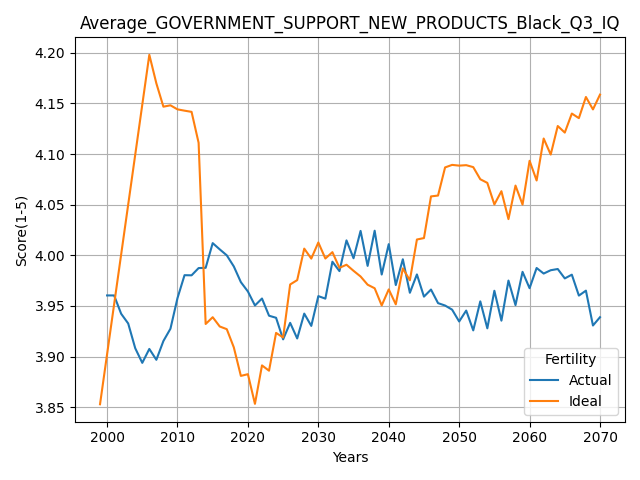 Average_GOVERNMENT_SUPPORT_NEW_PRODUCTS_Black_Q3_IQ
4.20
4.15
4.10
4.05
4.00
3.95
3.90
3.85
Score(1-5)
Fertility
Actual
Ideal
2000 2010 2020 2030 2040 2050 2060 2070
Years